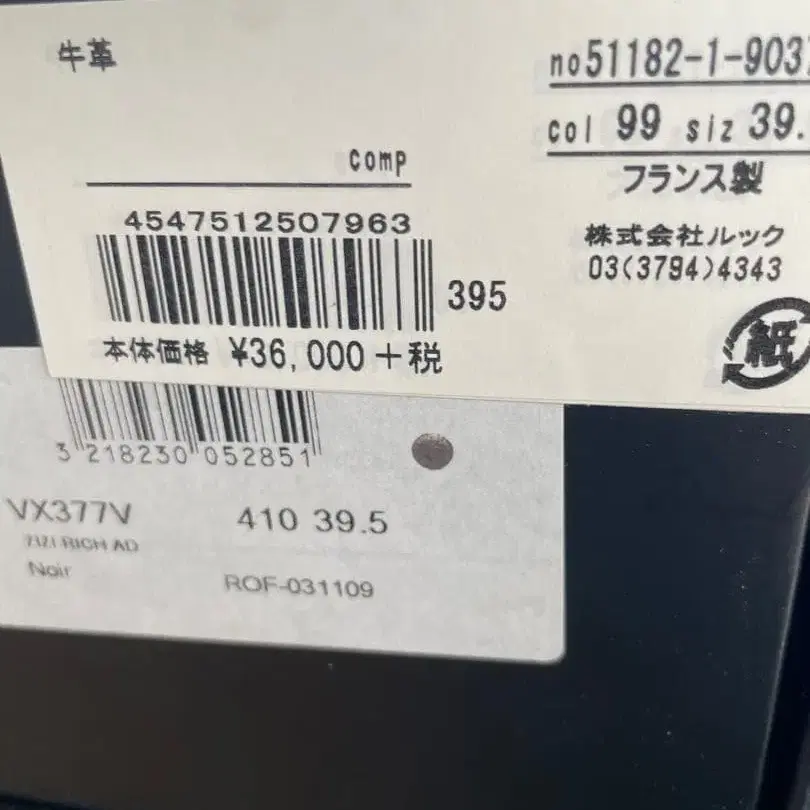 牛革
no51182-1-9037
col 99 siz 39.
comp
フランス製
4547512507963
395
株式会社ルック
03(3794)4343
本体価格 ¥36,000+税
紙
3 218230 052851
VX377V 410 39.5
ZIZI RICH AD
Noir ROF-031109